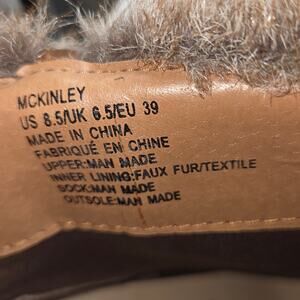 MCKINLEY
US 8.5/UK 6.5/EU 39
MADE IN CHINA
FABRIQUÉ EN CHINE
UPPER:MAN MADE
INNER LINING:FAUX FUR/TEXTILE
SOCK:MAN MADE
OUTSOLE:MAN MADE